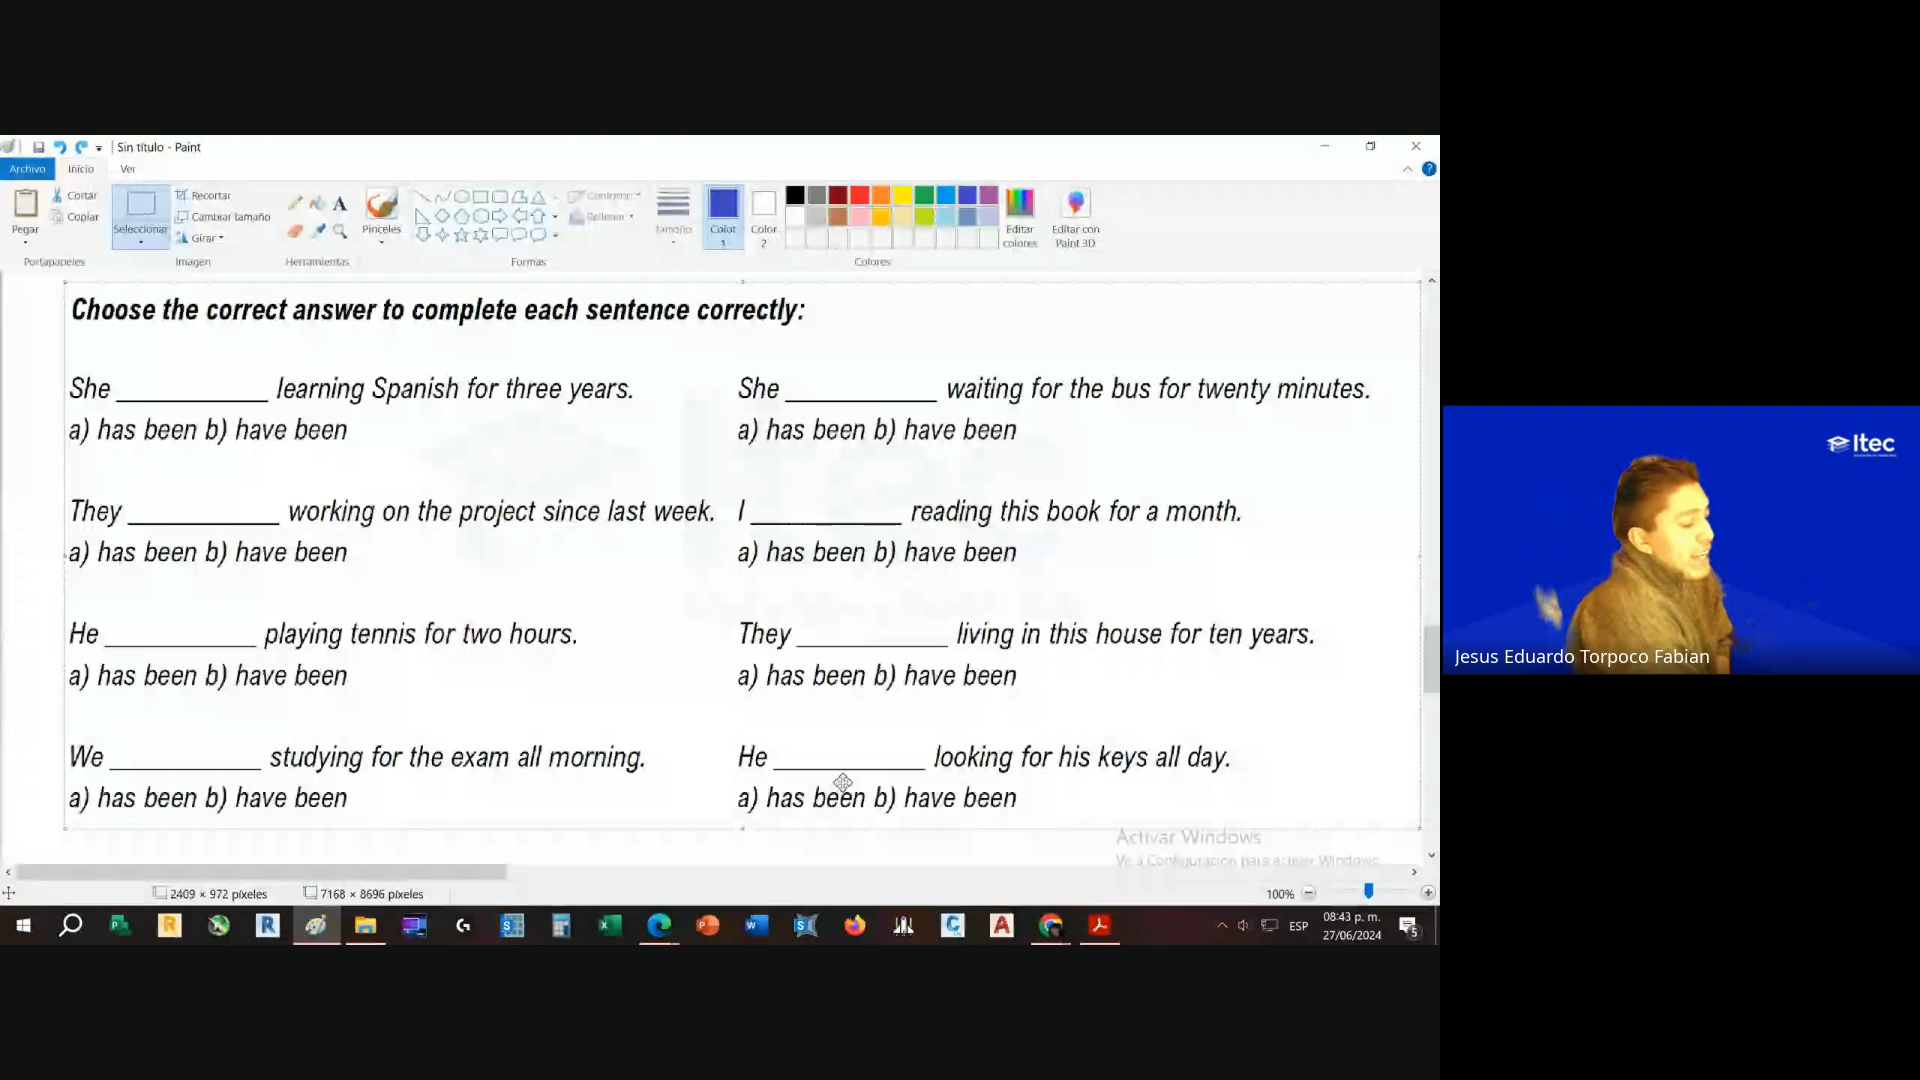 Sin título - Paint
Archivo Inicio Ver
Pegar
Cortar
Copiar
Portapapeles
Seleccionar
Recortar
Cambiar tamaño
Girar
Imagen
Herramientas
Pinceles
Formas
Contorno
Rellenar
Tamaño
Color
1
Color
2
Colores
Editar
colores
Editar con
Paint 3D
Choose the correct answer to complete each sentence correctly:
She ___________ learning Spanish for three years.
a) has been b) have been
They ___________ working on the project since last week.
a) has been b) have been
He ___________ playing tennis for two hours.
a) has been b) have been
We ___________ studying for the exam all morning.
a) has been b) have been
She ___________ waiting for the bus for twenty minutes.
a) has been b) have been
I ___________ reading this book for a month.
a) has been b) have been
They ___________ living in this house for ten years.
a) has been b) have been
He ___________ looking for his keys all day.
a) has been b) have been
Activar Windows
Ve a Configuración para activar Windows.
2409 × 972 píxeles
7168 × 8696 píxeles
100%
ESP
08:43 p. m.
27/06/2024
5
Itec
Jesus Eduardo Torpoco Fabian